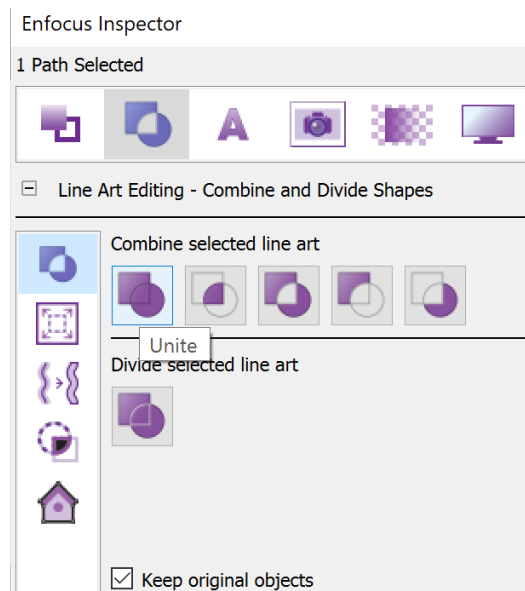 Enfocus Inspector
1 Path Selected
Line Art Editing - Combine and Divide Shapes
Combine selected line art
Unite
Divide selected line art
Keep original objects